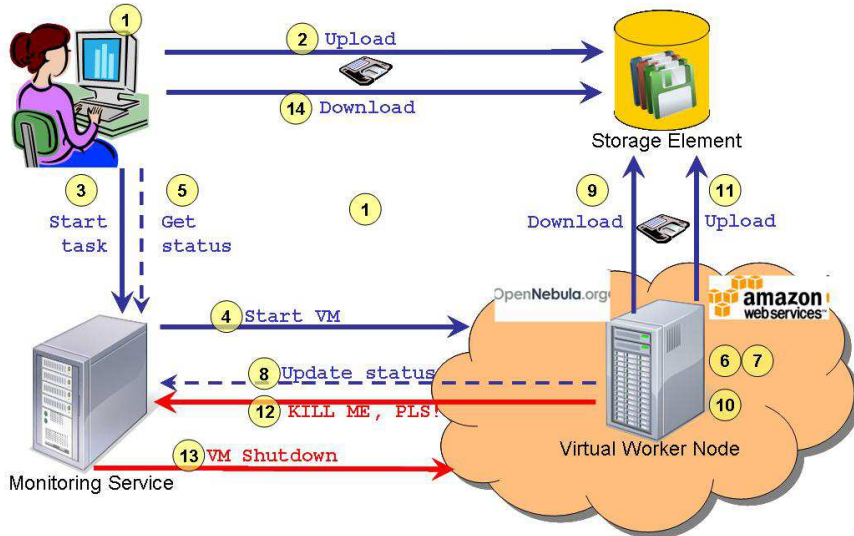 1
2 Upload
14 Download
Storage Element
3 Start
task
5 Get
status
1
9 Download
11 Upload
OpenNebula.org
amazon
webservices™
4 Start VM
6 7
8 Update status
10
12 KILL ME, PLS!
Virtual Worker Node
13 VM Shutdown
Monitoring Service